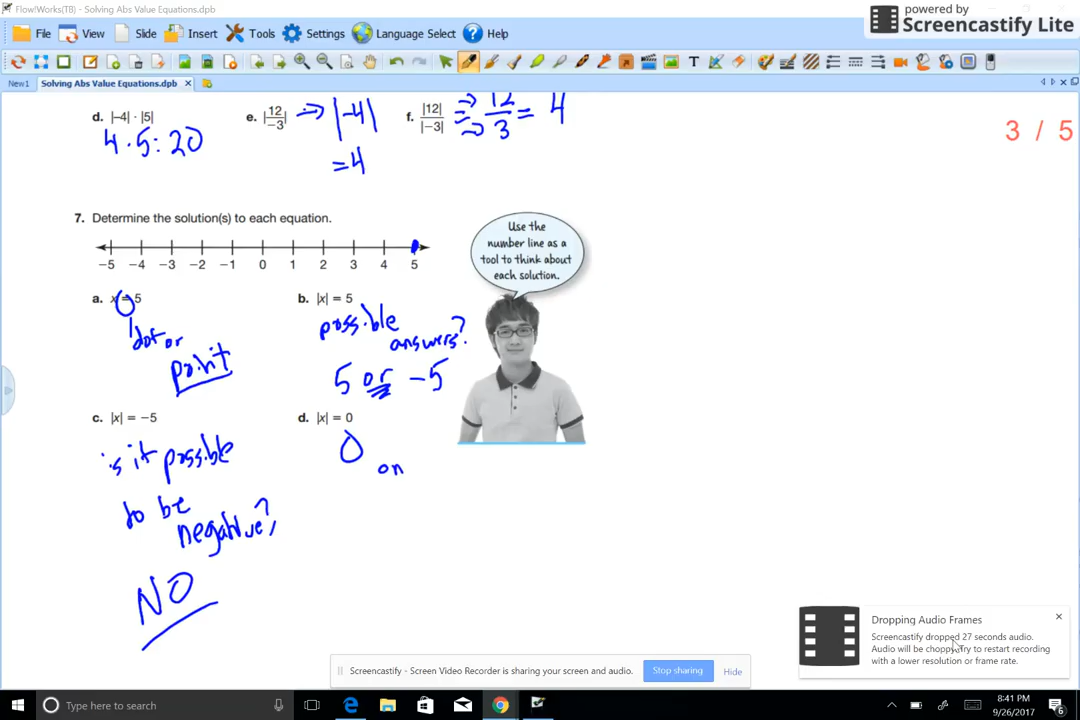 Flow!Works(TB) - Solving Abs Value Equations.dpb
powered by
Screencastify Lite
File View Slide Insert Tools Settings Language Select Help
T
New1 Solving Abs Value Equations.dpb
3 / 5
d. |-4| · |5|
4 · 5 : 20
e. |12/-3| → |-4|
= 4
f. |12|/|-3| = 12/3 = 4
7. Determine the solution(s) to each equation.
-5 -4 -3 -2 -1 0 1 2 3 4 5
Use the
number line as a
tool to think about
each solution.
a. x = 5
dot or
point
b. |x| = 5
possible
answers?
5 or -5
c. |x| = -5
is it possible
to be
negative?
NO
d. |x| = 0
0
on
Dropping Audio Frames
Screencastify dropped 27 seconds audio.
Audio will be choppy. Try to restart recording
with a lower resolution or frame rate.
Screencastify - Screen Video Recorder is sharing your screen and audio. Stop sharing Hide
Type here to search
8:41 PM
9/26/2017
6